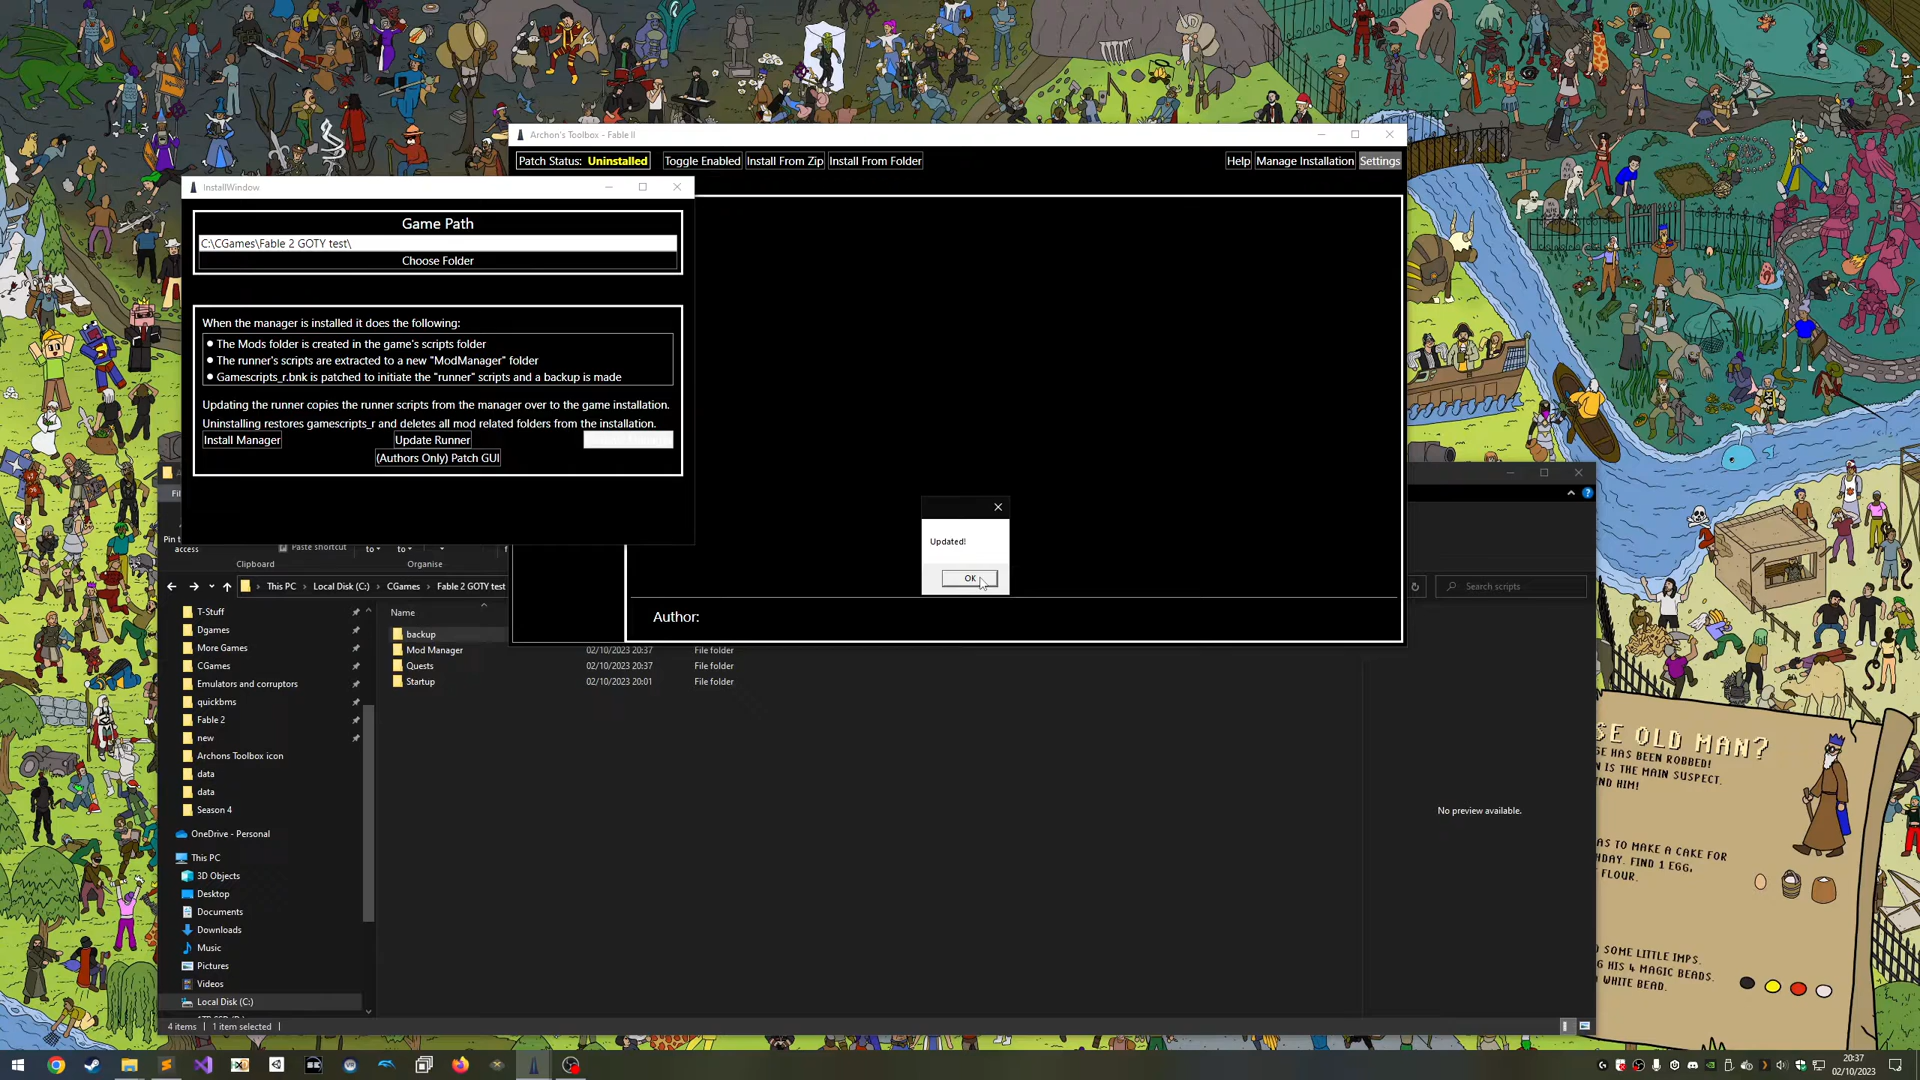 Archon's Toolbox - Fable II
Patch Status: Uninstalled
Toggle Enabled
Install From Zip
Install From Folder
Help
Manage Installation
Settings
InstallWindow
Game Path
C:\CGames\Fable 2 GOTY test\
Choose Folder
When the manager is installed it does the following:
The Mods folder is created in the game's scripts folder
The runner's scripts are extracted to a new "ModManager" folder
Gamescripts_r.bnk is patched to initiate the "runner" scripts and a backup is made
Updating the runner copies the runner scripts from the manager over to the game installation.
Uninstalling restores gamescripts_r and deletes all mod related folders from the installation.
Install Manager
Update Runner
(Authors Only) Patch GUI
Updated!
OK
Author:
Pin t
access
Paste shortcut
to
to
Clipboard
Organise
This PC
Local Disk (C:)
CGames
Fable 2 GOTY test
Search scripts
Name
backup
Mod Manager
02/10/2023 20:37
File folder
Quests
02/10/2023 20:37
File folder
Startup
02/10/2023 20:01
File folder
T-Stuff
Dgames
More Games
CGames
Emulators and corruptors
quickbms
Fable 2
new
Archons Toolbox icon
data
data
Season 4
OneDrive - Personal
This PC
3D Objects
Desktop
Documents
Downloads
Music
Pictures
Videos
Local Disk (C:)
No preview available.
4 items
1 item selected
SE OLD MAN?
GE HAS BEEN ROBBED!
N IS THE MAIN SUSPECT.
ND HIM!
AS TO MAKE A CAKE FOR
HDAY. FIND 1 EGG,
FLOUR.
SOME LITTLE IMPS.
G HIS 4 MAGIC BEADS.
WHITE BEAD.
20:37
02/10/2023